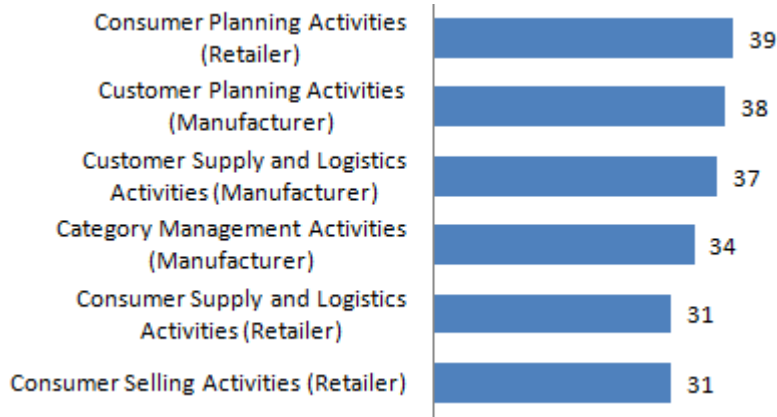 Consumer Planning Activities
(Retailer)
39
Customer Planning Activities
(Manufacturer)
38
Customer Supply and Logistics
Activities (Manufacturer)
37
Category Management Activities
(Manufacturer)
34
Consumer Supply and Logistics
Activities (Retailer)
31
Consumer Selling Activities (Retailer)
31